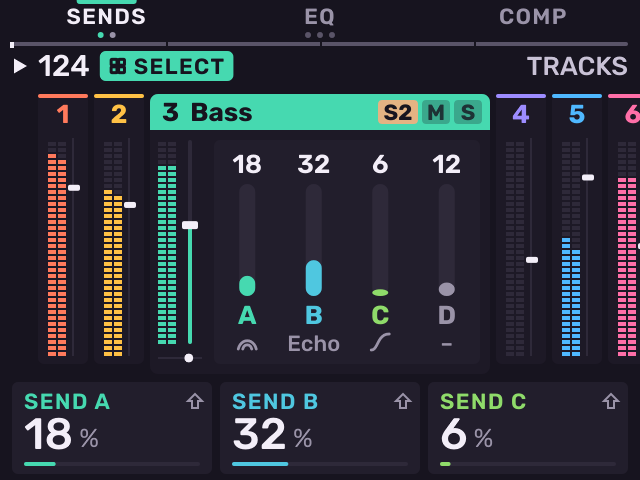 SENDS EQ COMP
124 SELECT TRACKS
1 2 3 Bass S2 M S 4 5 6
18 32 6 12
A B C D
Echo –
SEND A SEND B SEND C
18 % 32 % 6 %